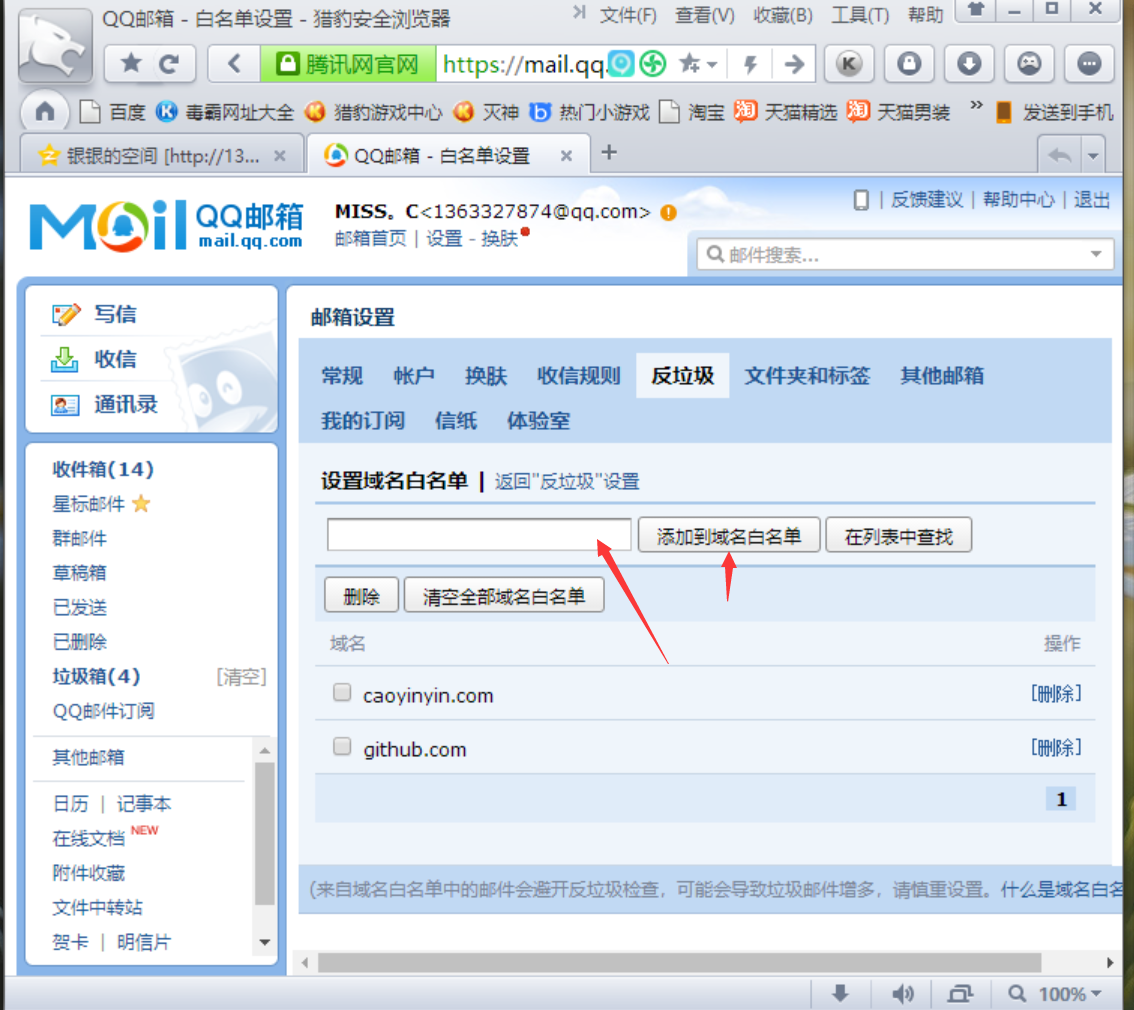 QQ邮箱 - 白名单设置 - 猎豹安全浏览器 文件(F) 查看(V) 收藏(B) 工具(T) 帮助
腾讯网官网 https://mail.qq.
百度 毒霸网址大全 猎豹游戏中心 灭神 热门小游戏 淘宝 天猫精选 天猫男装 » 发送到手机
银银的空间 [http://13... × QQ邮箱 - 白名单设置 × +
MAil QQ邮箱 mail.qq.com
MISS。C<1363327874@qq.com>
邮箱首页 | 设置 - 换肤
| 反馈建议 | 帮助中心 | 退出
邮件搜索...
写信
收信
通讯录
收件箱(14)
星标邮件
群邮件
草稿箱
已发送
已删除
垃圾箱(4) [清空]
QQ邮件订阅
其他邮箱
日历 | 记事本
在线文档 NEW
附件收藏
文件中转站
贺卡 | 明信片
邮箱设置
常规 帐户 换肤 收信规则 反垃圾 文件夹和标签 其他邮箱
我的订阅 信纸 体验室
设置域名白名单 | 返回"反垃圾"设置
添加到域名白名单 在列表中查找
删除 清空全部域名白名单
域名 操作
caoyinyin.com [删除]
github.com [删除]
1
(来自域名白名单中的邮件会避开反垃圾检查，可能会导致垃圾邮件增多，请慎重设置。什么是域名白名
100%